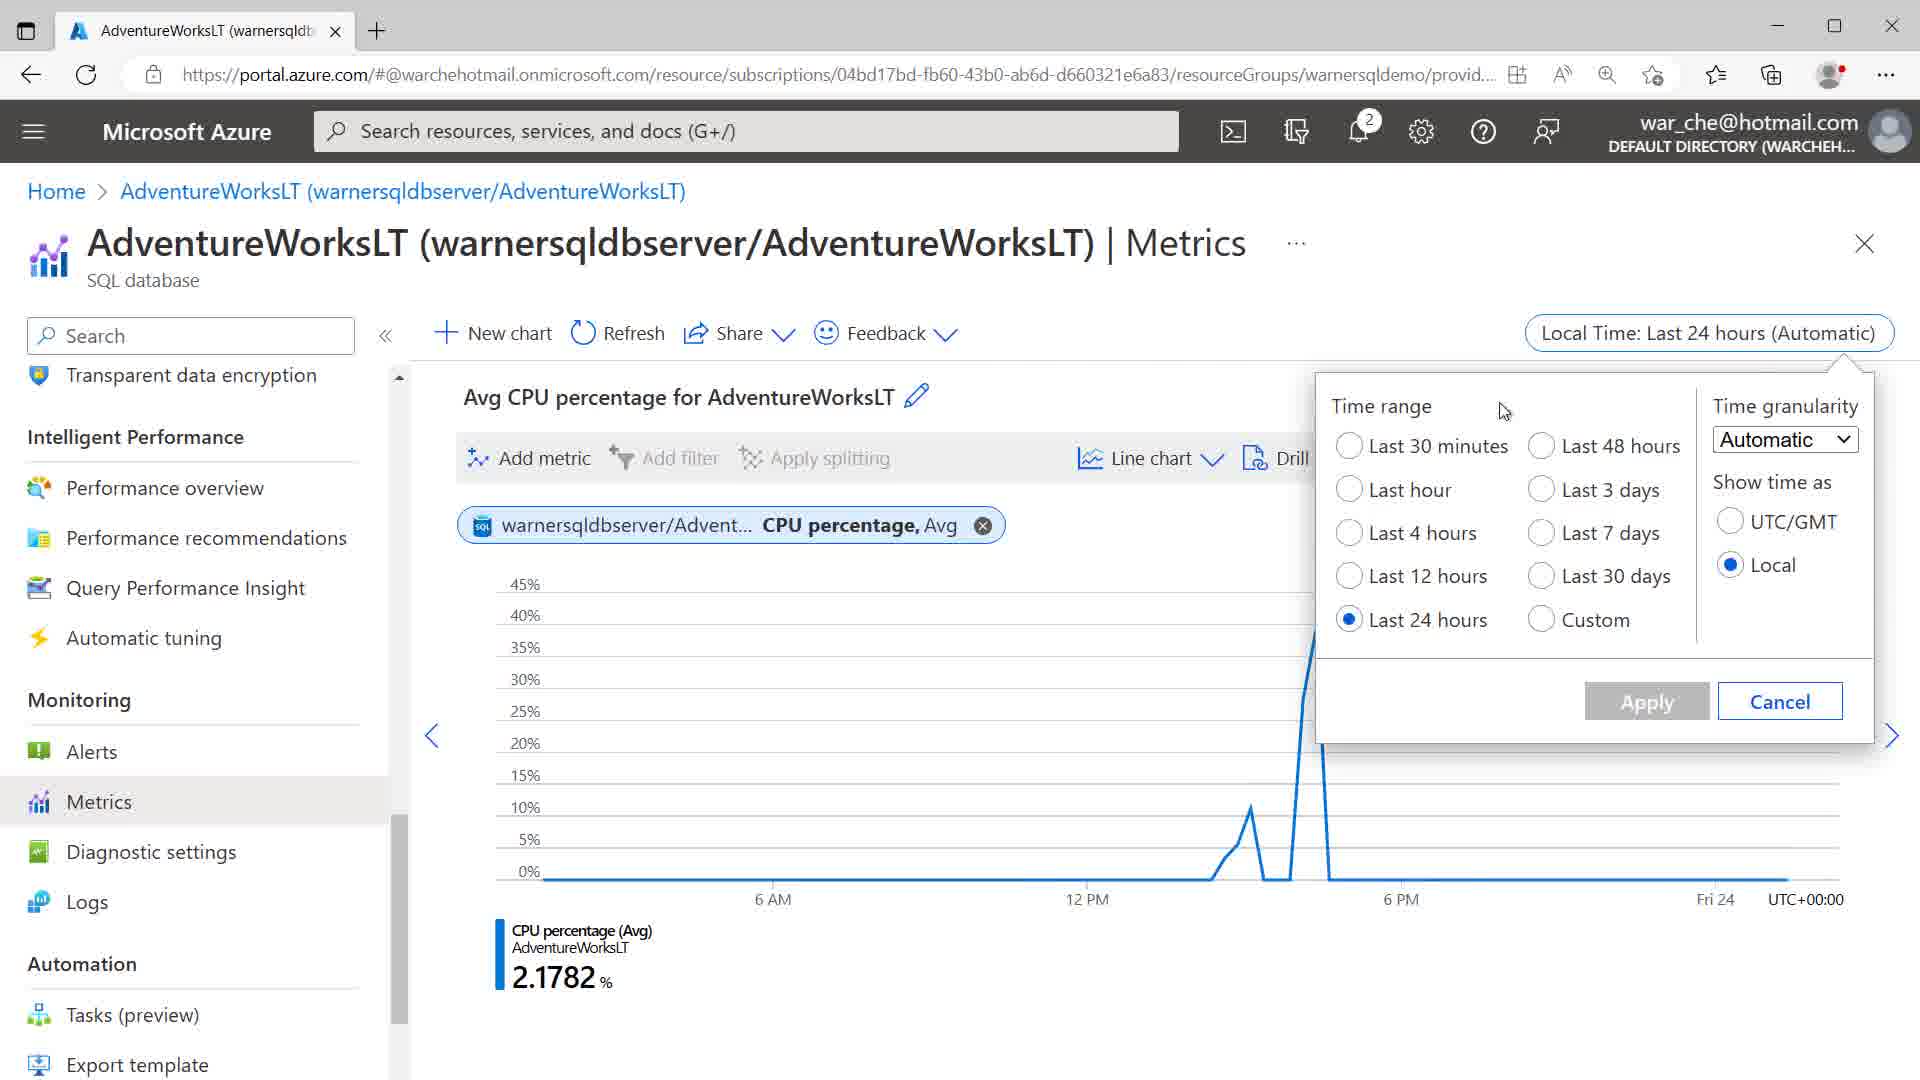 AdventureWorksLT (warnersqldb
https://portal.azure.com/#@warchehotmail.onmicrosoft.com/resource/subscriptions/04bd17bd-fb60-43b0-ab6d-d660321e6a83/resourceGroups/warnersqldemo/provid...
Microsoft Azure
Search resources, services, and docs (G+/)
2
war_che@hotmail.com
DEFAULT DIRECTORY (WARCHEH...
Home > AdventureWorksLT (warnersqldbserver/AdventureWorksLT)
AdventureWorksLT (warnersqldbserver/AdventureWorksLT) | Metrics ...
SQL database
Search
«
New chart
Refresh
Share
Feedback
Local Time: Last 24 hours (Automatic)
Transparent data encryption
Intelligent Performance
Performance overview
Performance recommendations
Query Performance Insight
Automatic tuning
Monitoring
Alerts
Metrics
Diagnostic settings
Logs
Automation
Tasks (preview)
Export template
Avg CPU percentage for AdventureWorksLT
Add metric
Add filter
Apply splitting
Line chart
Drill
SQL
warnersqldbserver/Advent... CPU percentage, Avg
45%
40%
35%
30%
25%
20%
15%
10%
5%
0%
6 AM
12 PM
6 PM
Fri 24
UTC+00:00
CPU percentage (Avg)
AdventureWorksLT
2.1782 %
Time range
Last 30 minutes
Last hour
Last 4 hours
Last 12 hours
Last 24 hours
Last 48 hours
Last 3 days
Last 7 days
Last 30 days
Custom
Time granularity
Automatic
Show time as
UTC/GMT
Local
Apply
Cancel